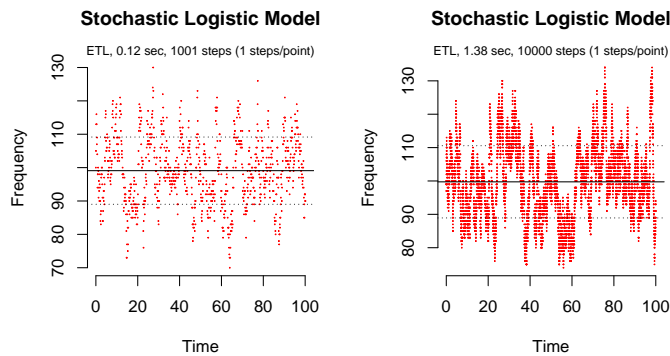 Stochastic Logistic Model
ETL, 0.12 sec, 1001 steps (1 steps/point)
Frequency
130
110
90
80
70
0 20 40 60 80 100
Time
Stochastic Logistic Model
ETL, 1.38 sec, 10000 steps (1 steps/point)
Frequency
130
110
100
90
80
0 20 40 60 80 100
Time